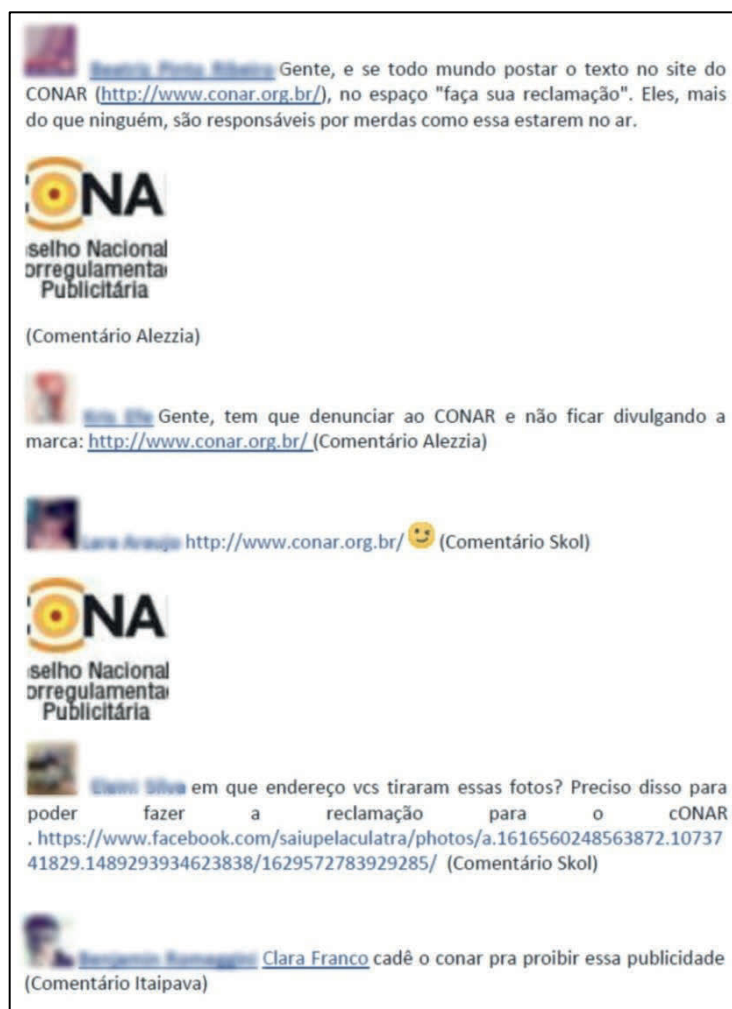 Gente, e se todo mundo postar o texto no site do
CONAR (http://www.conar.org.br/), no espaço "faça sua reclamação". Eles, mais
do que ninguém, são responsáveis por merdas como essa estarem no ar.
ONA
selho Nacional
orregulamenta
Publicitária
(Comentário Alezzia)
Gente, tem que denunciar ao CONAR e não ficar divulgando a
marca: http://www.conar.org.br/ (Comentário Alezzia)
http://www.conar.org.br/ (Comentário Skol)
ONA
selho Nacional
orregulamenta
Publicitária
em que endereço vcs tiraram essas fotos? Preciso disso para
poder fazer a reclamação para o cONAR
. https://www.facebook.com/saiupelaculatra/photos/a.1616560248563872.10737
41829.1489293934623838/1629572783929285/ (Comentário Skol)
Clara Franco cadê o conar pra proibir essa publicidade
(Comentário Itaipava)